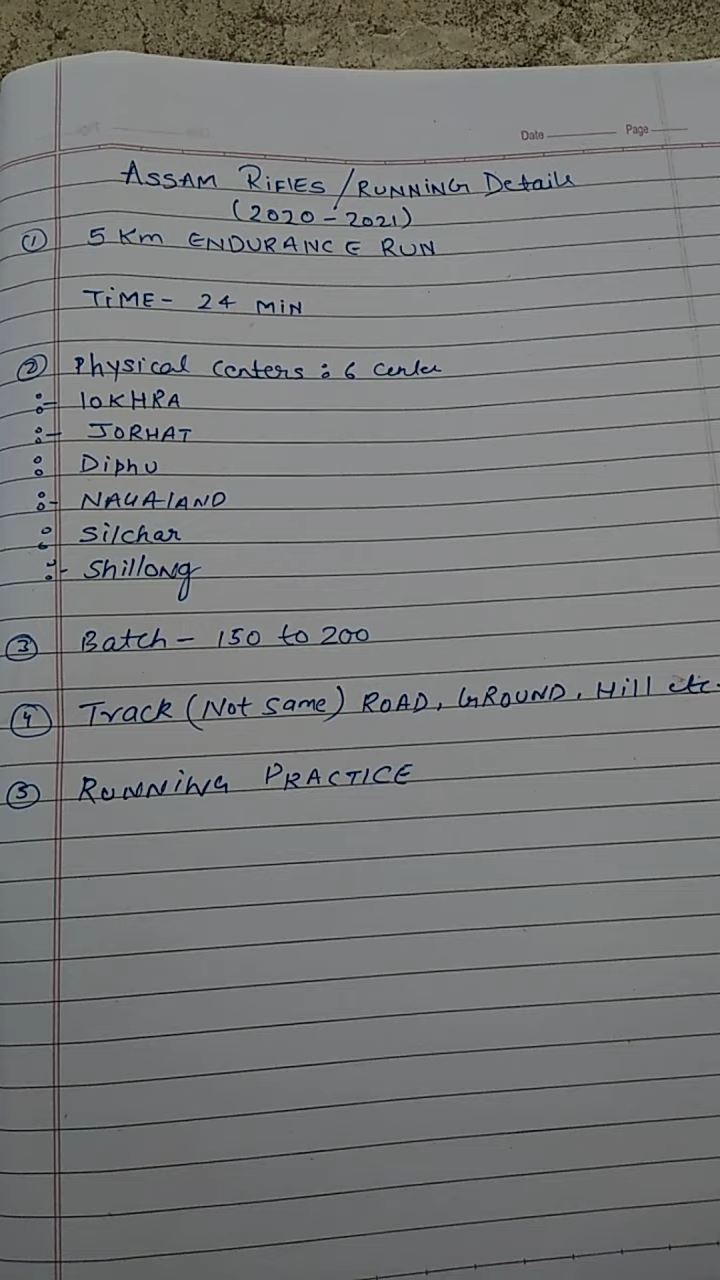 Date Page
ASSAM RIFLES / RUNNING Details
(2020-2021)
① 5 Km ENDURANCE RUN
TIME- 24 MIN
② Physical Centers : 6 Center
:- lOKHRA
:- JORHAT
: Diphu
:- NAGAlAND
: Silchar
:- Shillong
③ Batch - 150 to 200
④ Track (Not same) ROAD, GROUND, Hill etc.
⑤ RUNNING PRACTICE